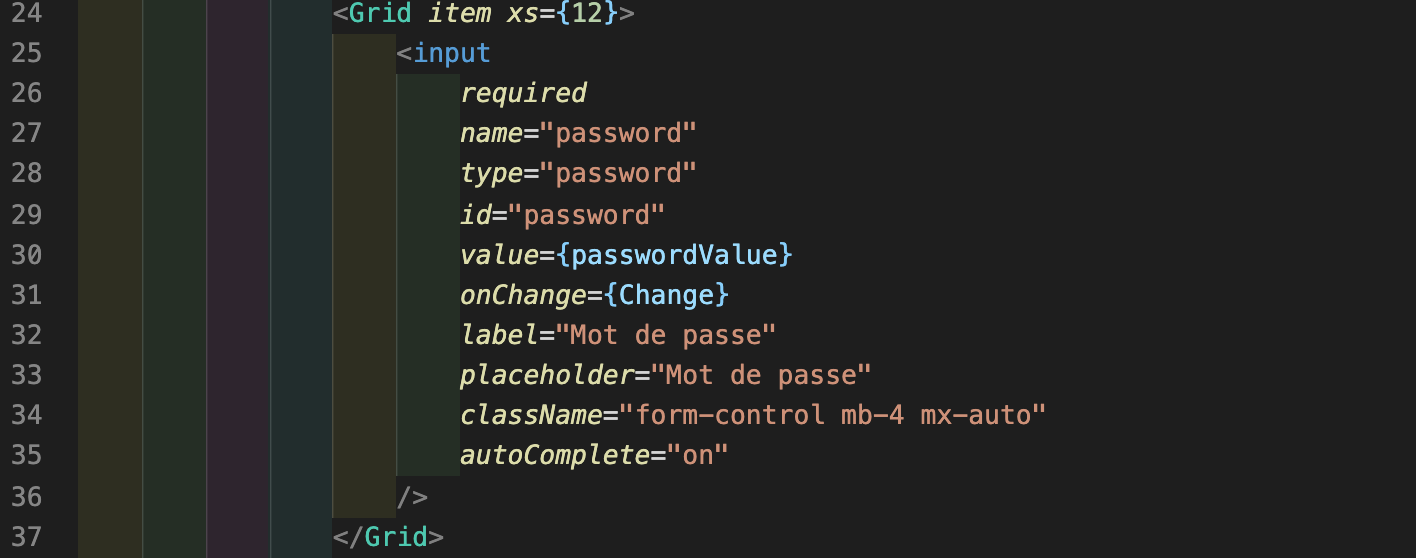 24 <Grid item xs={12}>
25 <input
26 required
27 name="password"
28 type="password"
29 id="password"
30 value={passwordValue}
31 onChange={Change}
32 label="Mot de passe"
33 placeholder="Mot de passe"
34 className="form-control mb-4 mx-auto"
35 autoComplete="on"
36 />
37 </Grid>